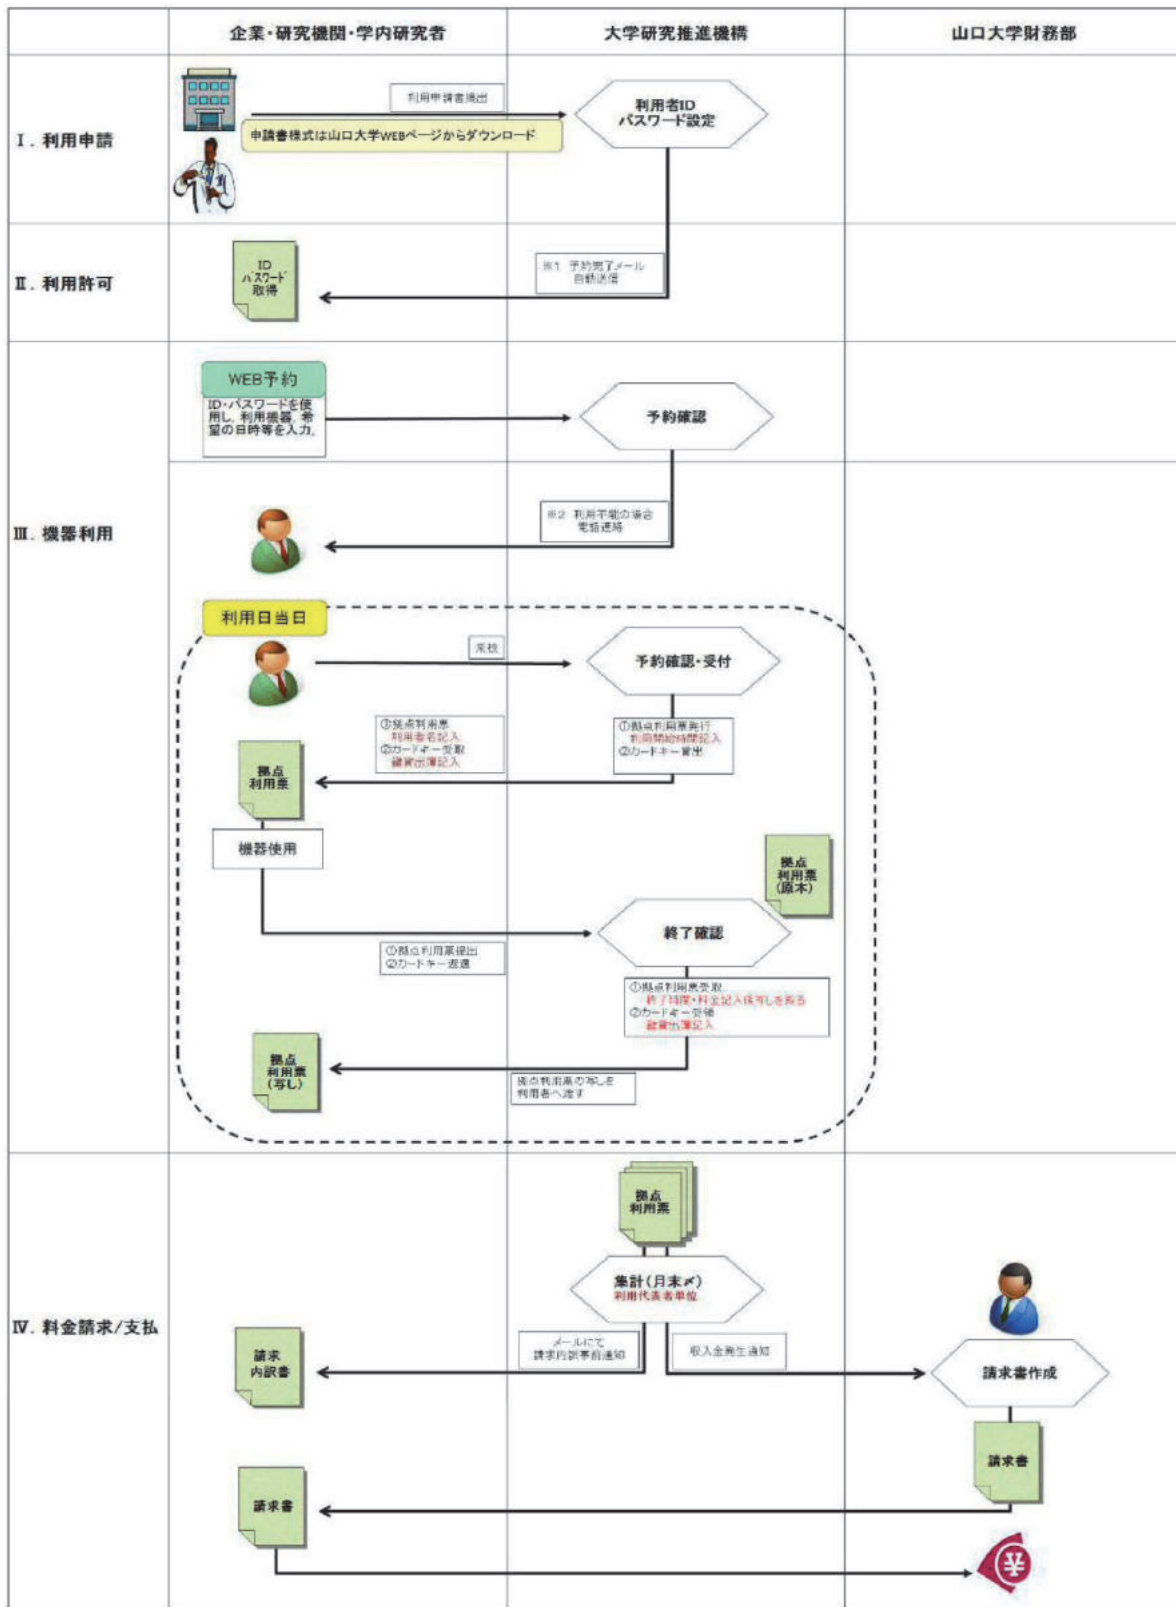 企業・研究機関・学内研究者
大学研究推進機構
山口大学財務部
Ⅰ．利用申請
利用申請書提出
申請書様式は山口大学WEBページからダウンロード
利用者ID
パスワード設定
Ⅱ．利用許可
ID
パスワード
取得
※1 予約完了メール
自動送信
Ⅲ．機器利用
WEB予約
ID・パスワードを使
用し，利用機器，希
望の日時等を入力．
予約確認
※2 利用不能の場合
電話連絡
利用日当日
来校
予約確認・受付
①拠点利用票
利用者名記入
②カードキー受取
鍵貸出簿記入
①拠点利用票発行
利用開始時間記入
②カードキー貸出
拠点
利用票
機器使用
拠点
利用票
(原本)
終了確認
①拠点利用票提出
②カードキー返還
①拠点利用票受取
終了時間・料金記入後写しを取る
②カードキー受領
鍵貸出簿記入
拠点
利用票
(写し)
拠点利用票の写しを
利用者へ渡す
Ⅳ．料金請求/支払
拠点
利用票
集計（月末〆）
利用代表者単位
メールにて
請求内訳事前通知
収入金発生通知
請求
内訳書
請求書作成
請求書
請求書
¥